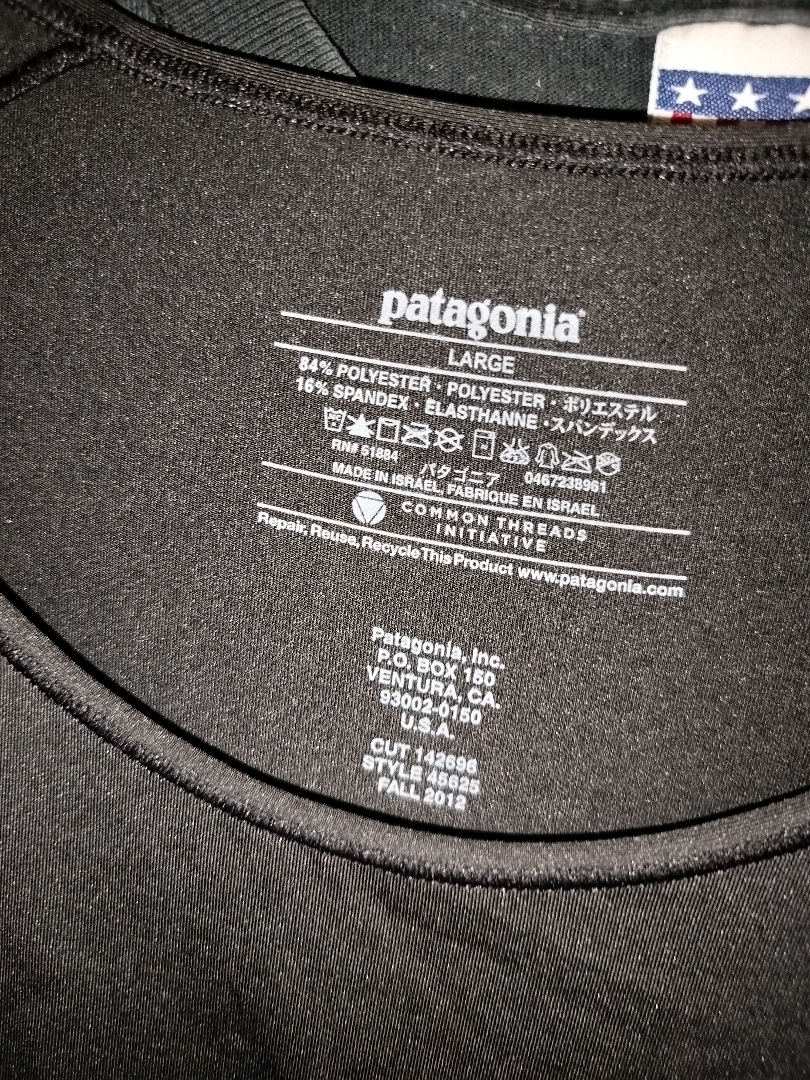 patagonia®
LARGE
84% POLYESTER · POLYESTER · ポリエステル
16% SPANDEX · ELASTHANNE · スパンデックス
RN# 51884 パタゴニア 0467238961
MADE IN ISRAEL, FABRIQUE EN ISRAEL
COMMON THREADS
INITIATIVE™
Repair, Reuse, Recycle This Product www.patagonia.com
Patagonia, Inc.
P.O. BOX 150
VENTURA, CA.
93002-0150
U.S.A.
CUT 142696
STYLE 45625
FALL 2012